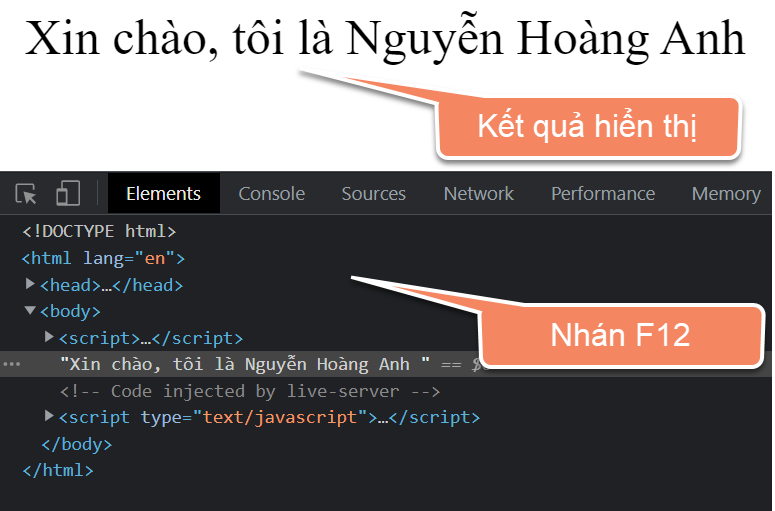 Xin chào, tôi là Nguyễn Hoàng Anh
Kết quả hiển thị
Elements Console Sources Network Performance Memory
<!DOCTYPE html>
<html lang="en">
<head>…</head>
<body>
<script>…</script>
"Xin chào, tôi là Nguyễn Hoàng Anh " ==
Nhán F12
<!-- Code injected by live-server -->
<script type="text/javascript">…</script>
</body>
</html>